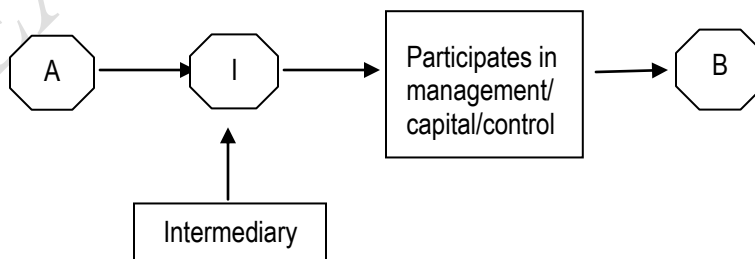 A
I
Participates in
management/
capital/control
B
Intermediary